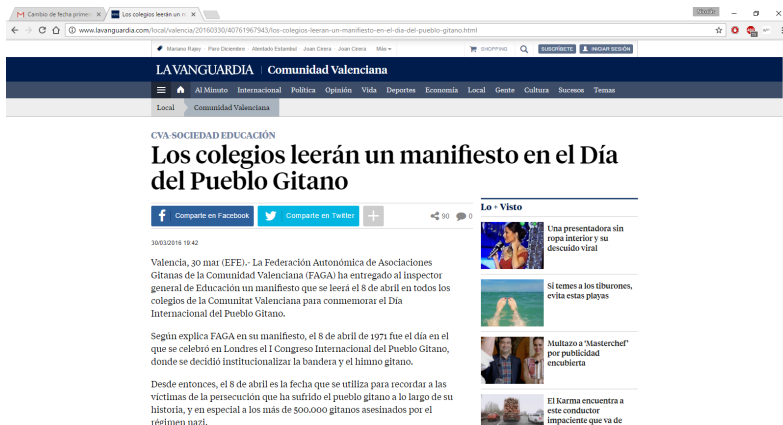 Cambio de fecha primer
Los colegios leerán un m
www.lavanguardia.com/local/valencia/20160330/40761967943/los-colegios-leeran-un-manifiesto-en-el-dia-del-pueblo-gitano.html
Mariano Rajoy · Paro Diciembre · Atentado Estambul · Joan Cirera · Joan Cirera Más SHOPPING SUSCRÍBETE INICIAR SESIÓN
LA VANGUARDIA | Comunidad Valenciana
Al Minuto Internacional Política Opinión Vida Deportes Economía Local Gente Cultura Sucesos Temas
Local Comunidad Valenciana
CVA-SOCIEDAD EDUCACIÓN
Los colegios leerán un manifiesto en el Día
del Pueblo Gitano
Comparte en Facebook Comparte en Twitter 90 0
30/03/2016 19:42
Valencia, 30 mar (EFE).- La Federación Autonómica de Asociaciones
Gitanas de la Comunidad Valenciana (FAGA) ha entregado al inspector
general de Educación un manifiesto que se leerá el 8 de abril en todos los
colegios de la Comunitat Valenciana para conmemorar el Día
Internacional del Pueblo Gitano.
Según explica FAGA en su manifiesto, el 8 de abril de 1971 fue el día en el
que se celebró en Londres el I Congreso Internacional del Pueblo Gitano,
donde se decidió institucionalizar la bandera y el himno gitano.
Desde entonces, el 8 de abril es la fecha que se utiliza para recordar a las
víctimas de la persecución que ha sufrido el pueblo gitano a lo largo de su
historia, y en especial a los más de 500.000 gitanos asesinados por el
régimen nazi.
Lo + Visto
Una presentadora sin
ropa interior y su
descuido viral
Si temes a los tiburones,
evita estas playas
Multazo a 'Masterchef'
por publicidad
encubierta
El Karma encuentra a
este conductor
impaciente que va de